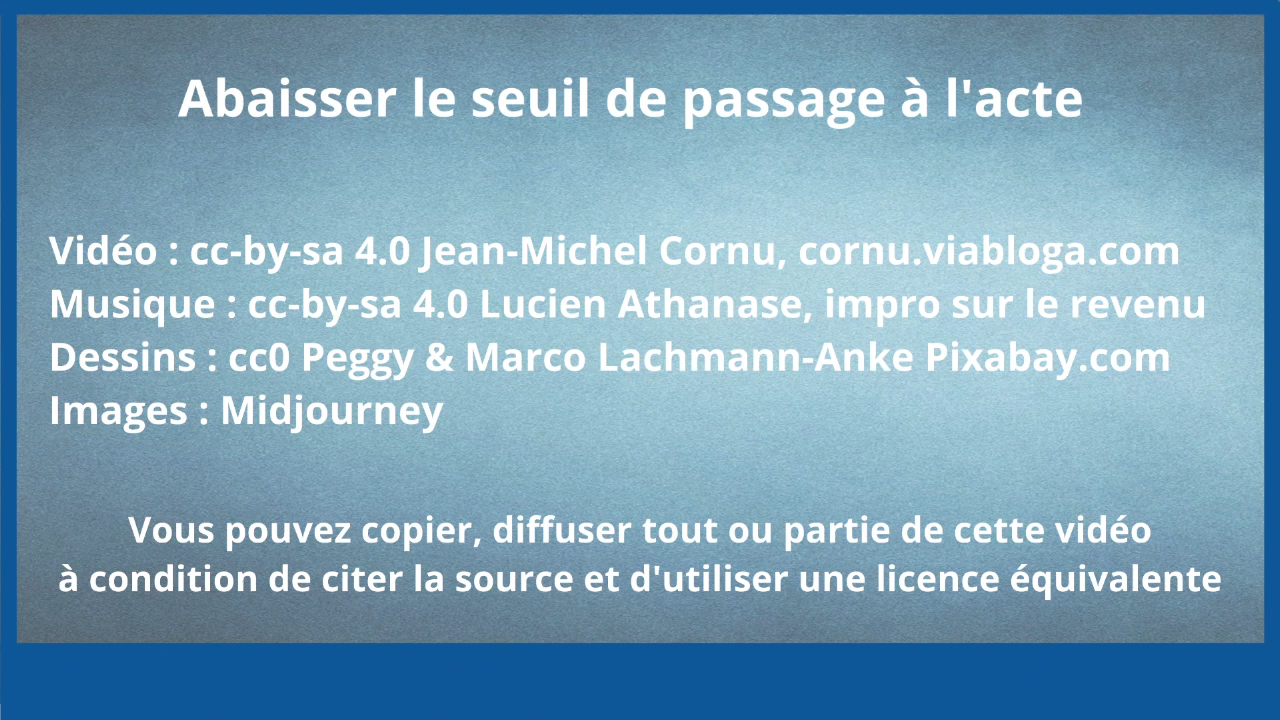 Abaisser le seuil de passage à l'acte
Vidéo : cc-by-sa 4.0 Jean-Michel Cornu, cornu.viabloga.com
Musique : cc-by-sa 4.0 Lucien Athanase, impro sur le revenu
Dessins : cc0 Peggy & Marco Lachmann-Anke Pixabay.com
Images : Midjourney
Vous pouvez copier, diffuser tout ou partie de cette vidéo
à condition de citer la source et d'utiliser une licence équivalente